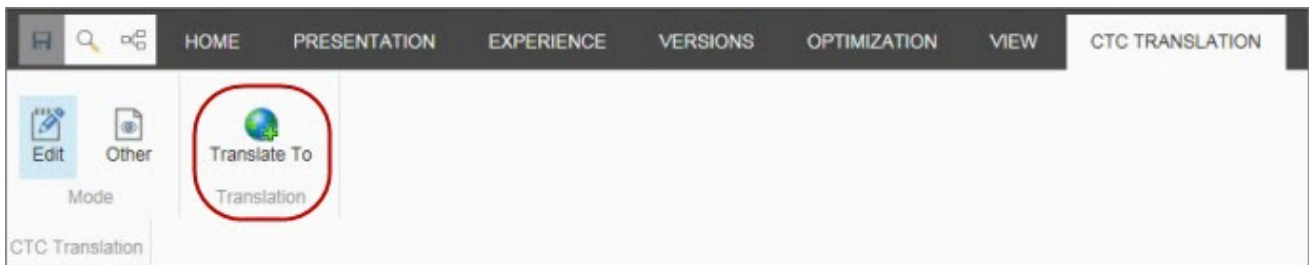 HOME PRESENTATION EXPERIENCE VERSIONS OPTIMIZATION VIEW CTC TRANSLATION
Edit Other Translate To
Mode Translation
CTC Translation